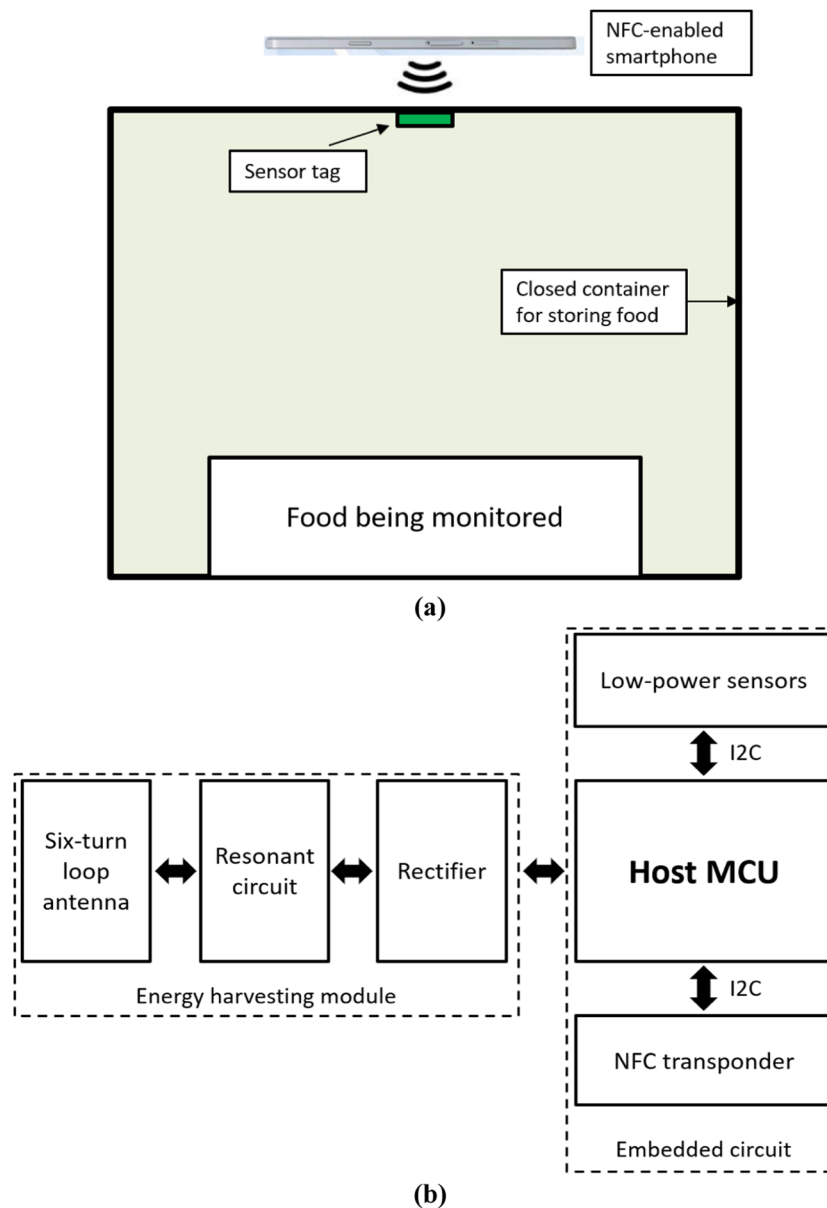 NFC-enabled
smartphone
Sensor tag
Closed container
for storing food
Food being monitored
(a)
Low-power sensors
I2C
Six-turn
loop
antenna
Resonant
circuit
Rectifier
Host MCU
Energy harvesting module
I2C
NFC transponder
Embedded circuit
(b)